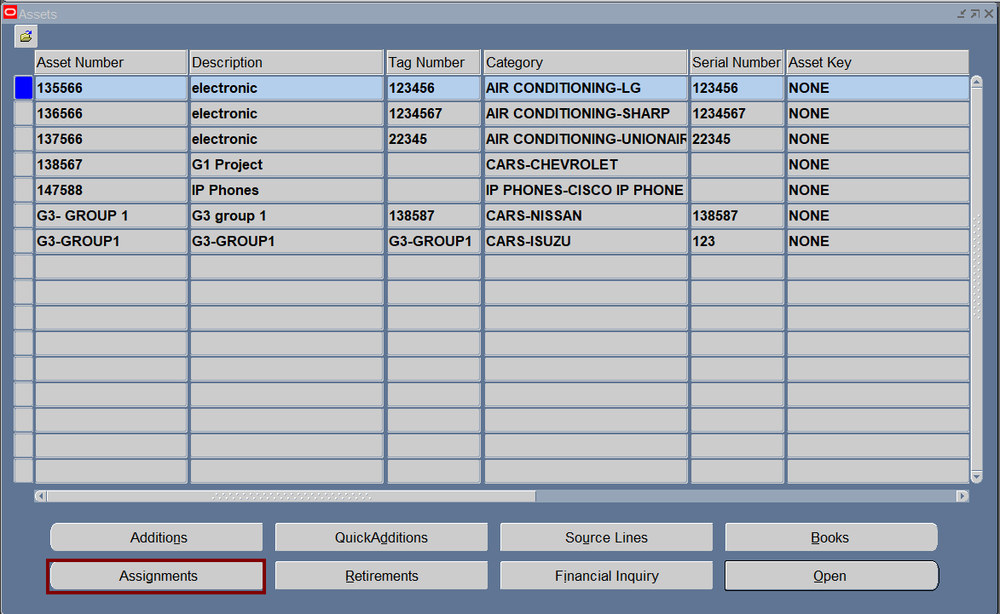 Assets
Asset Number Description Tag Number Category Serial Number Asset Key
135566 electronic 123456 AIR CONDITIONING-LG 123456 NONE
136566 electronic 1234567 AIR CONDITIONING-SHARP 1234567 NONE
137566 electronic 22345 AIR CONDITIONING-UNIONAIR 22345 NONE
138567 G1 Project CARS-CHEVROLET NONE
147588 IP Phones IP PHONES-CISCO IP PHONE NONE
G3- GROUP 1 G3 group 1 138587 CARS-NISSAN 138587 NONE
G3-GROUP1 G3-GROUP1 G3-GROUP1 CARS-ISUZU 123 NONE
Additions QuickAdditions Source Lines Books
Assignments Retirements Financial Inquiry Open